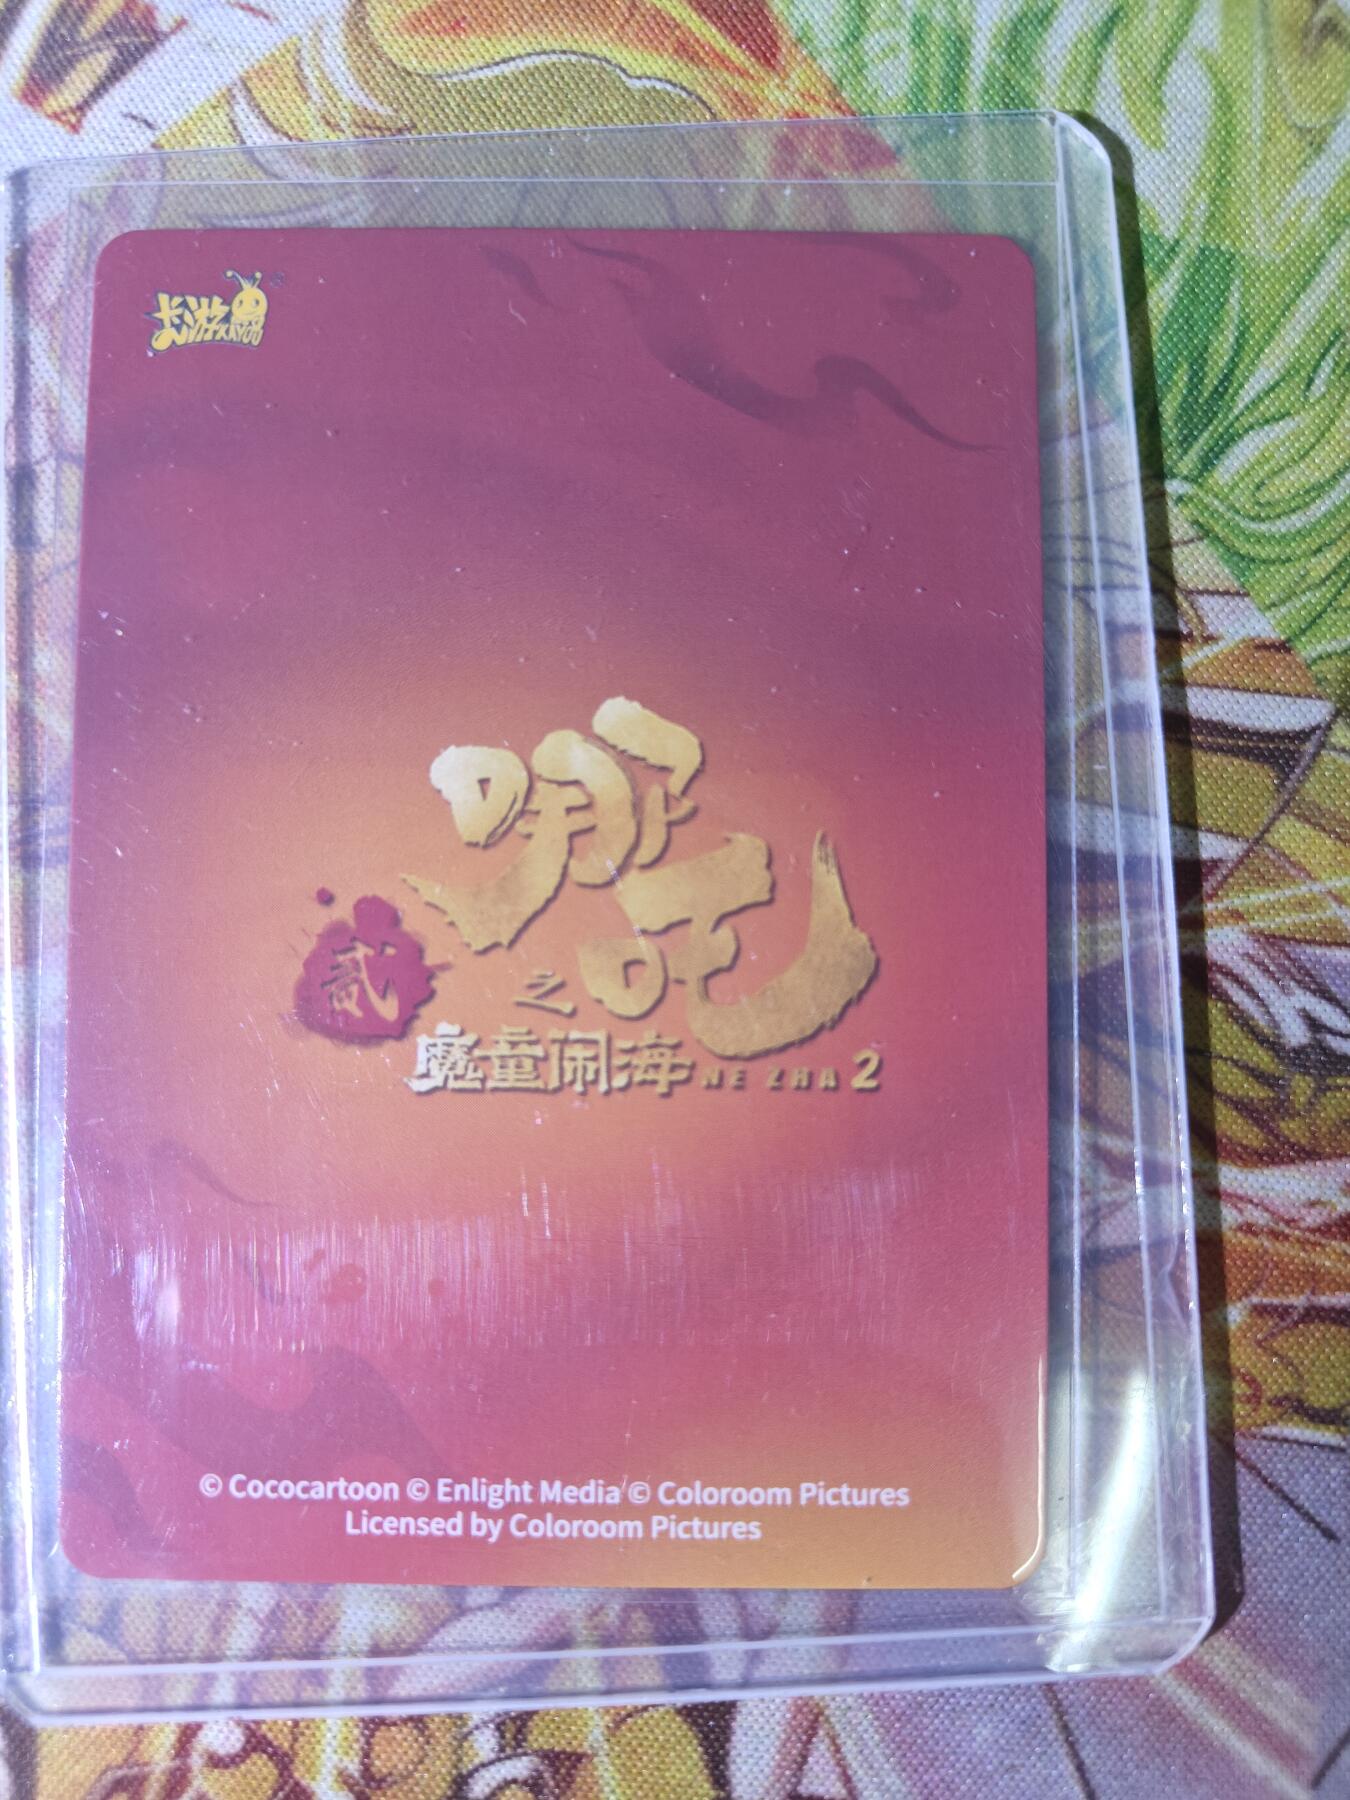 卡游 KAYOU ®
哪吒
贰
之
魔童闹海 NE ZHA 2
© Cococartoon © Enlight Media © Coloroom Pictures
Licensed by Coloroom Pictures